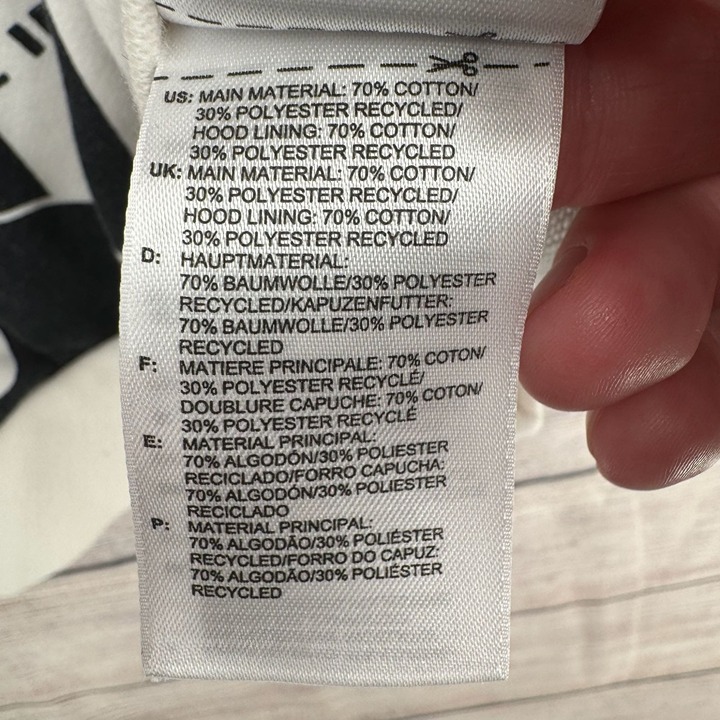 US: MAIN MATERIAL: 70% COTTON/
30% POLYESTER RECYCLED/
HOOD LINING: 70% COTTON/
30% POLYESTER RECYCLED
UK: MAIN MATERIAL: 70% COTTON/
30% POLYESTER RECYCLED/
HOOD LINING: 70% COTTON/
30% POLYESTER RECYCLED
D: HAUPTMATERIAL:
70% BAUMWOLLE/30% POLYESTER
RECYCLED/KAPUZENFUTTER:
70% BAUMWOLLE/30% POLYESTER
RECYCLED
F: MATIERE PRINCIPALE: 70% COTON/
30% POLYESTER RECYCLÉ/
DOUBLURE CAPUCHE: 70% COTON/
30% POLYESTER RECYCLÉ
E: MATERIAL PRINCIPAL:
70% ALGODÓN/30% POLIESTER
RECICLADO/FORRO CAPUCHA:
70% ALGODÓN/30% POLIESTER
RECICLADO
P: MATERIAL PRINCIPAL:
70% ALGODÃO/30% POLIÉSTER
RECYCLED/FORRO DO CAPUZ:
70% ALGODÃO/30% POLIÉSTER
RECYCLED